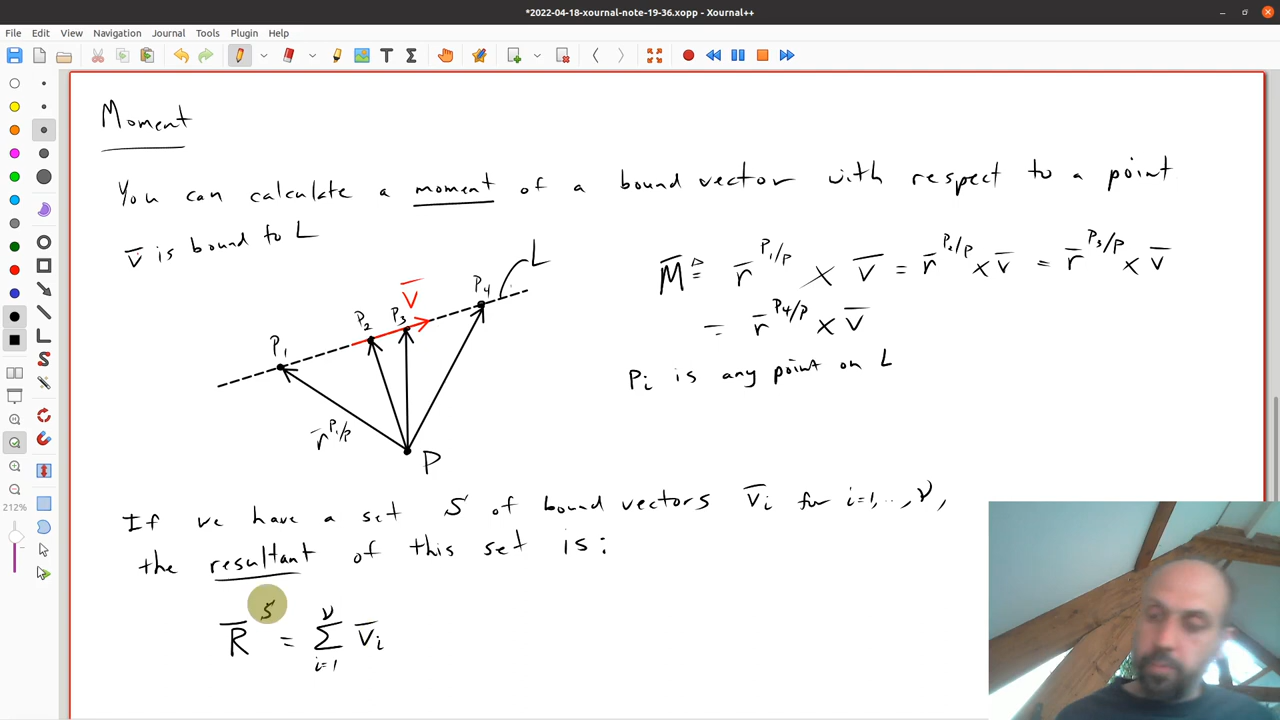 *2022-04-18-xournal-note-19-36.xopp - Xournal++
File Edit View Navigation Journal Tools Plugin Help
Moment
You can calculate a moment of a bound vector with respect to a point
v̄ is bound to L
L
M̄ ≜ r̄^{P₁/P} × v̄ = r̄^{P₂/P} × v̄ = r̄^{P₃/P} × v̄
= r̄^{P₄/P} × v̄
Pi is any point on L
v̄
P₁ P₂ P₃ P₄
r̄^{P₁/P}
P
If we have a set S of bound vectors v̄i for i=1,...,ν,
the resultant of this set is:
R̄^S = Σ_{i=1}^{ν} v̄i
212%